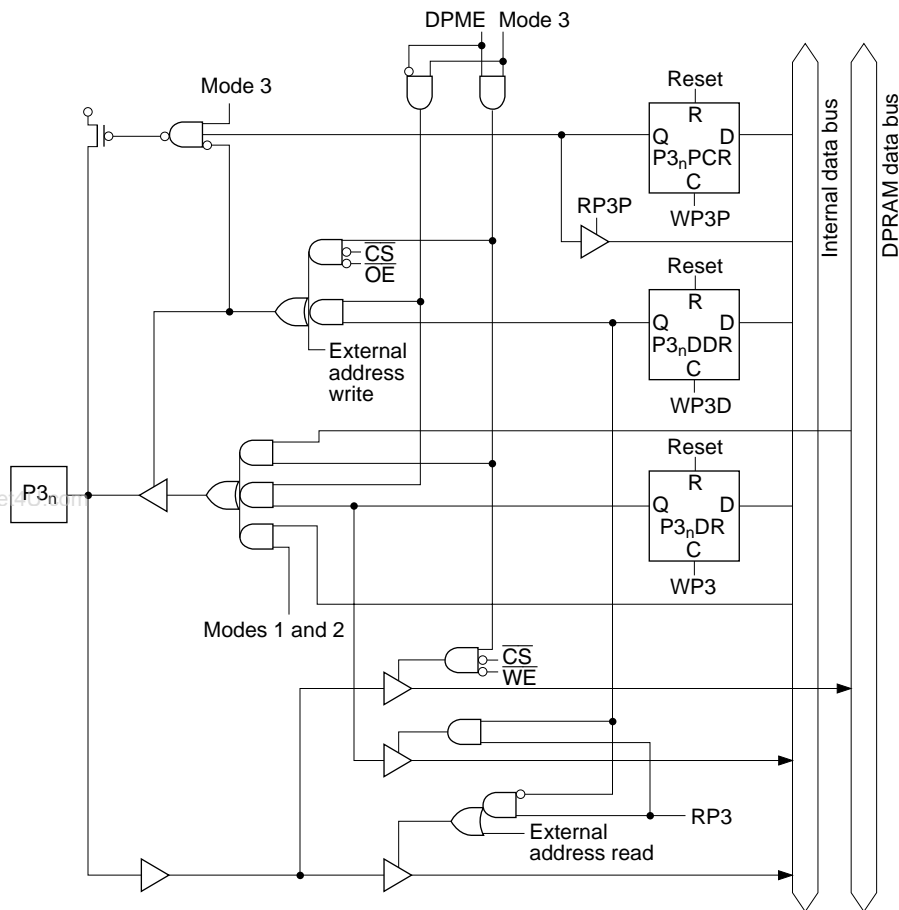 DPME Mode 3
Mode 3
Reset
R
Q D
P3nPCR
C
WP3P
RP3P
Internal data bus
DPRAM data bus
CS
OE
Reset
R
Q D
P3nDDR
C
WP3D
External
address
write
P3n
Reset
R
Q D
P3nDR
C
WP3
Modes 1 and 2
CS
WE
RP3
External
address read